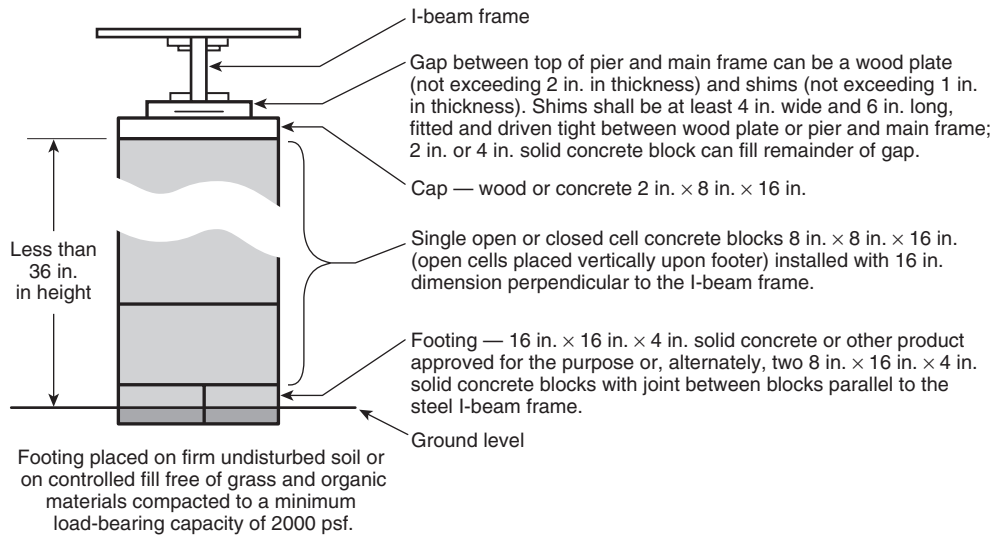 I-beam frame
Gap between top of pier and main frame can be a wood plate
(not exceeding 2 in. in thickness) and shims (not exceeding 1 in.
in thickness). Shims shall be at least 4 in. wide and 6 in. long,
fitted and driven tight between wood plate or pier and main frame;
2 in. or 4 in. solid concrete block can fill remainder of gap.
Cap — wood or concrete 2 in. × 8 in. × 16 in.
Less than
36 in.
in height
Single open or closed cell concrete blocks 8 in. × 8 in. × 16 in.
(open cells placed vertically upon footer) installed with 16 in.
dimension perpendicular to the I-beam frame.
Footing — 16 in. × 16 in. × 4 in. solid concrete or other product
approved for the purpose or, alternately, two 8 in. × 16 in. × 4 in.
solid concrete blocks with joint between blocks parallel to the
steel I-beam frame.
Ground level
Footing placed on firm undisturbed soil or
on controlled fill free of grass and organic
materials compacted to a minimum
load-bearing capacity of 2000 psf.